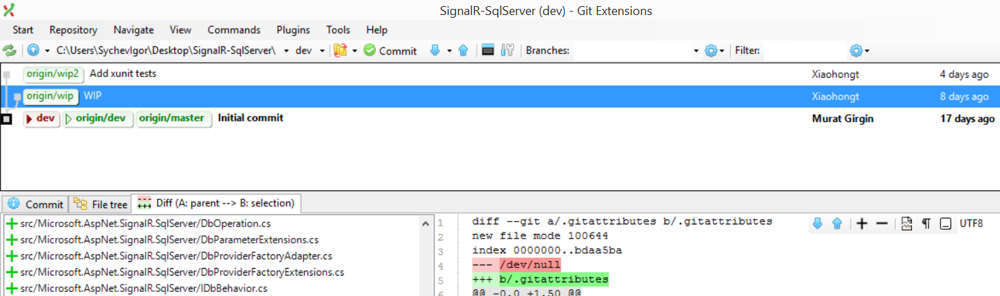 SignalR-SqlServer (dev) - Git Extensions
Start Repository Navigate View Commands Plugins Tools Help
C:\Users\SychevIgor\Desktop\SignalR-SqlServer\ dev Commit Branches: Filter:
origin/wip2 Add xunit tests Xiaohongt 4 days ago
origin/wip WIP Xiaohongt 8 days ago
dev origin/dev origin/master Initial commit Murat Girgin 17 days ago
Commit File tree Diff (A: parent --> B: selection)
src/Microsoft.AspNet.SignalR.SqlServer/DbOperation.cs
src/Microsoft.AspNet.SignalR.SqlServer/DbParameterExtensions.cs
src/Microsoft.AspNet.SignalR.SqlServer/DbProviderFactoryAdapter.cs
src/Microsoft.AspNet.SignalR.SqlServer/DbProviderFactoryExtensions.cs
src/Microsoft.AspNet.SignalR.SqlServer/IDbBehavior.cs
1 diff --git a/.gitattributes b/.gitattributes
2 new file mode 100644
3 index 0000000..bdaa5ba
4 --- /dev/null
5 +++ b/.gitattributes
6 @@ -0,0 +1,50 @@
UTF8